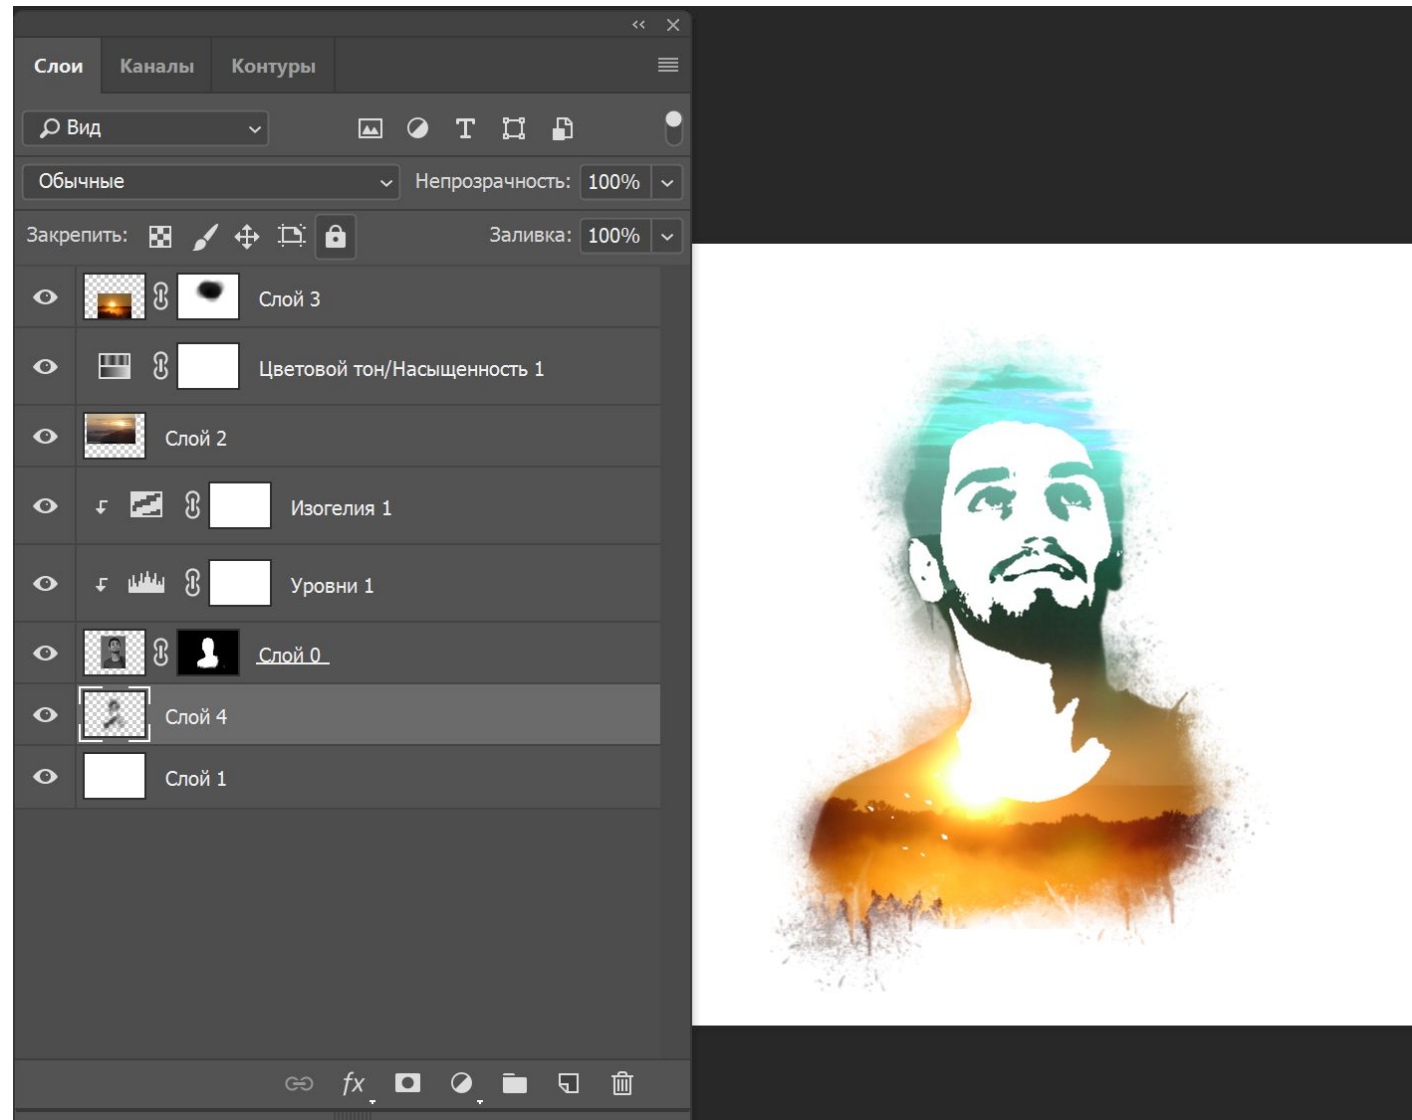 Слои Каналы Контуры
Вид
Обычные Непрозрачность: 100%
Закрепить: Заливка: 100%
Слой 3
Цветовой тон/Насыщенность 1
Слой 2
Изогелия 1
Уровни 1
Слой 0
Слой 4
Слой 1
fx